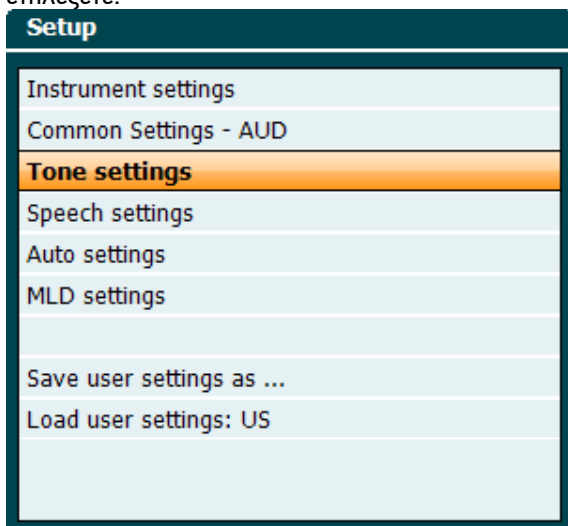 επιλέξετε.
Setup
Instrument settings
Common Settings - AUD
Tone settings
Speech settings
Auto settings
MLD settings
Save user settings as ...
Load user settings: US